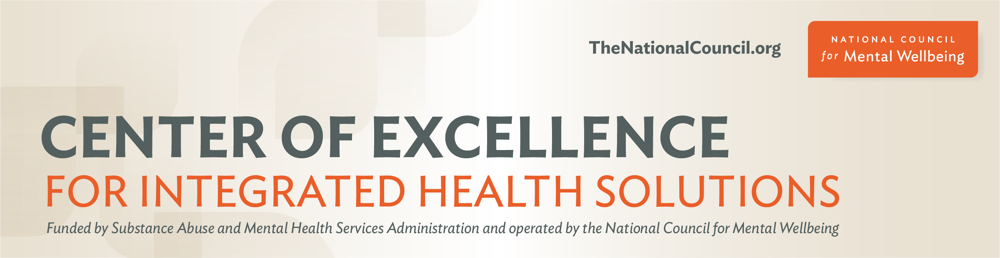 TheNationalCouncil.org
NATIONAL COUNCIL
for Mental Wellbeing
CENTER OF EXCELLENCE
FOR INTEGRATED HEALTH SOLUTIONS
Funded by Substance Abuse and Mental Health Services Administration and operated by the National Council for Mental Wellbeing